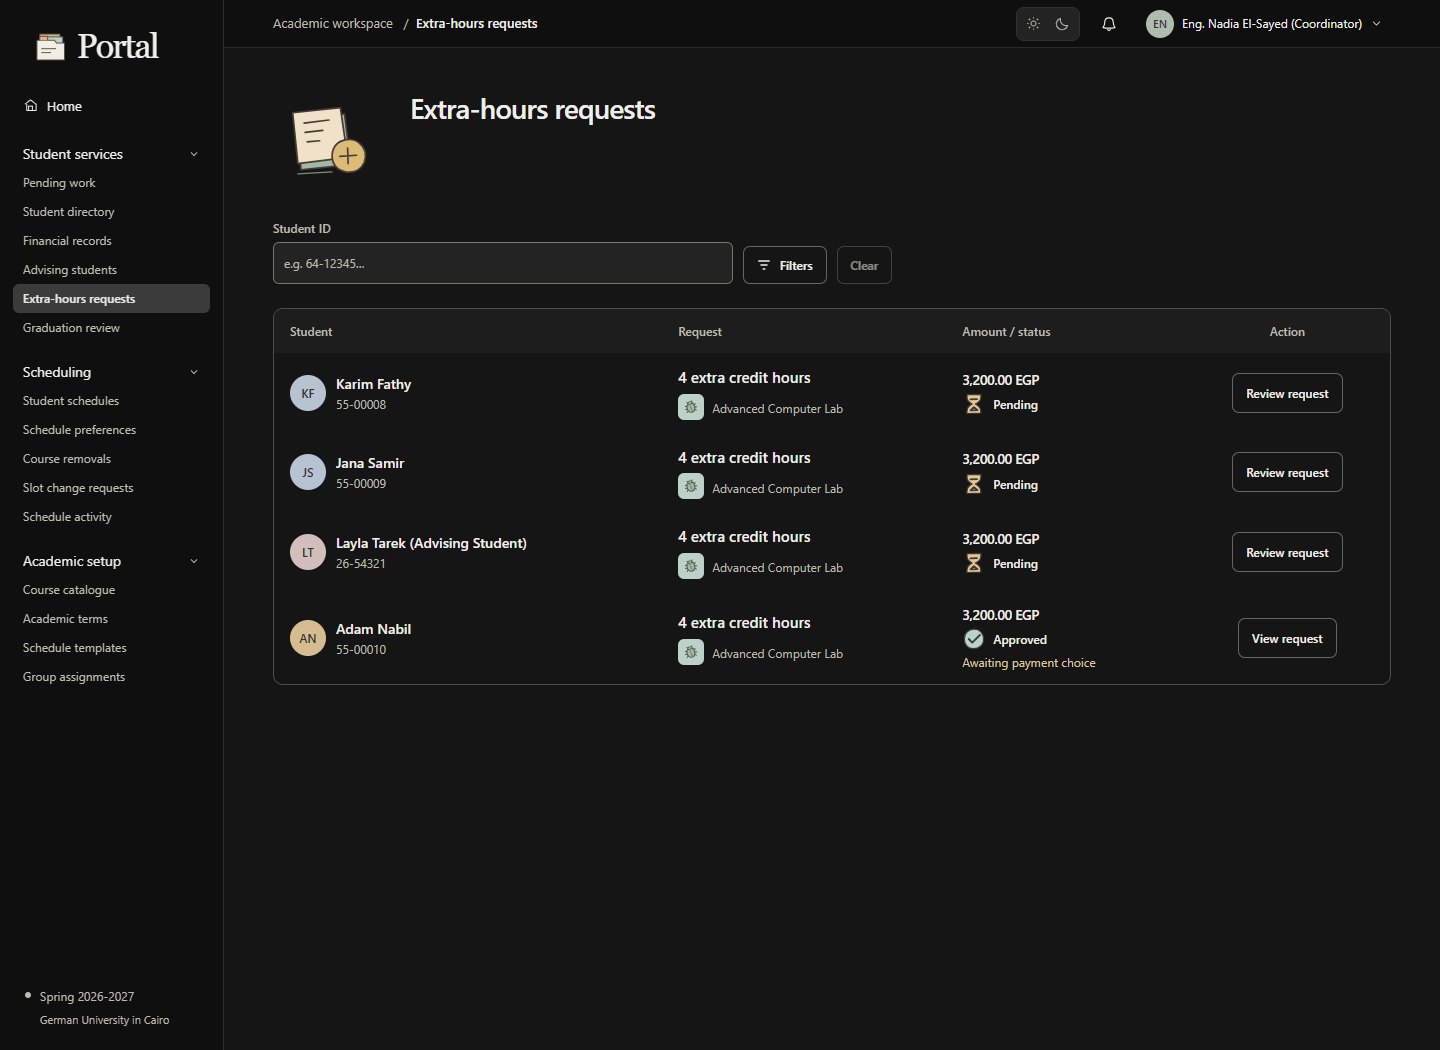 Portal
Home
Student services
Pending work
Student directory
Financial records
Advising students
Extra-hours requests
Graduation review
Scheduling
Student schedules
Schedule preferences
Course removals
Slot change requests
Schedule activity
Academic setup
Course catalogue
Academic terms
Schedule templates
Group assignments
Spring 2026-2027
German University in Cairo
Academic workspace / Extra-hours requests
EN Eng. Nadia El-Sayed (Coordinator)
Extra-hours requests
Student ID
e.g. 64-12345...
Filters
Clear
Student Request Amount / status Action
KF Karim Fathy
55-00008
4 extra credit hours
Advanced Computer Lab
3,200.00 EGP
Pending
Review request
JS Jana Samir
55-00009
4 extra credit hours
Advanced Computer Lab
3,200.00 EGP
Pending
Review request
LT Layla Tarek (Advising Student)
26-54321
4 extra credit hours
Advanced Computer Lab
3,200.00 EGP
Pending
Review request
AN Adam Nabil
55-00010
4 extra credit hours
Advanced Computer Lab
3,200.00 EGP
Approved
Awaiting payment choice
View request